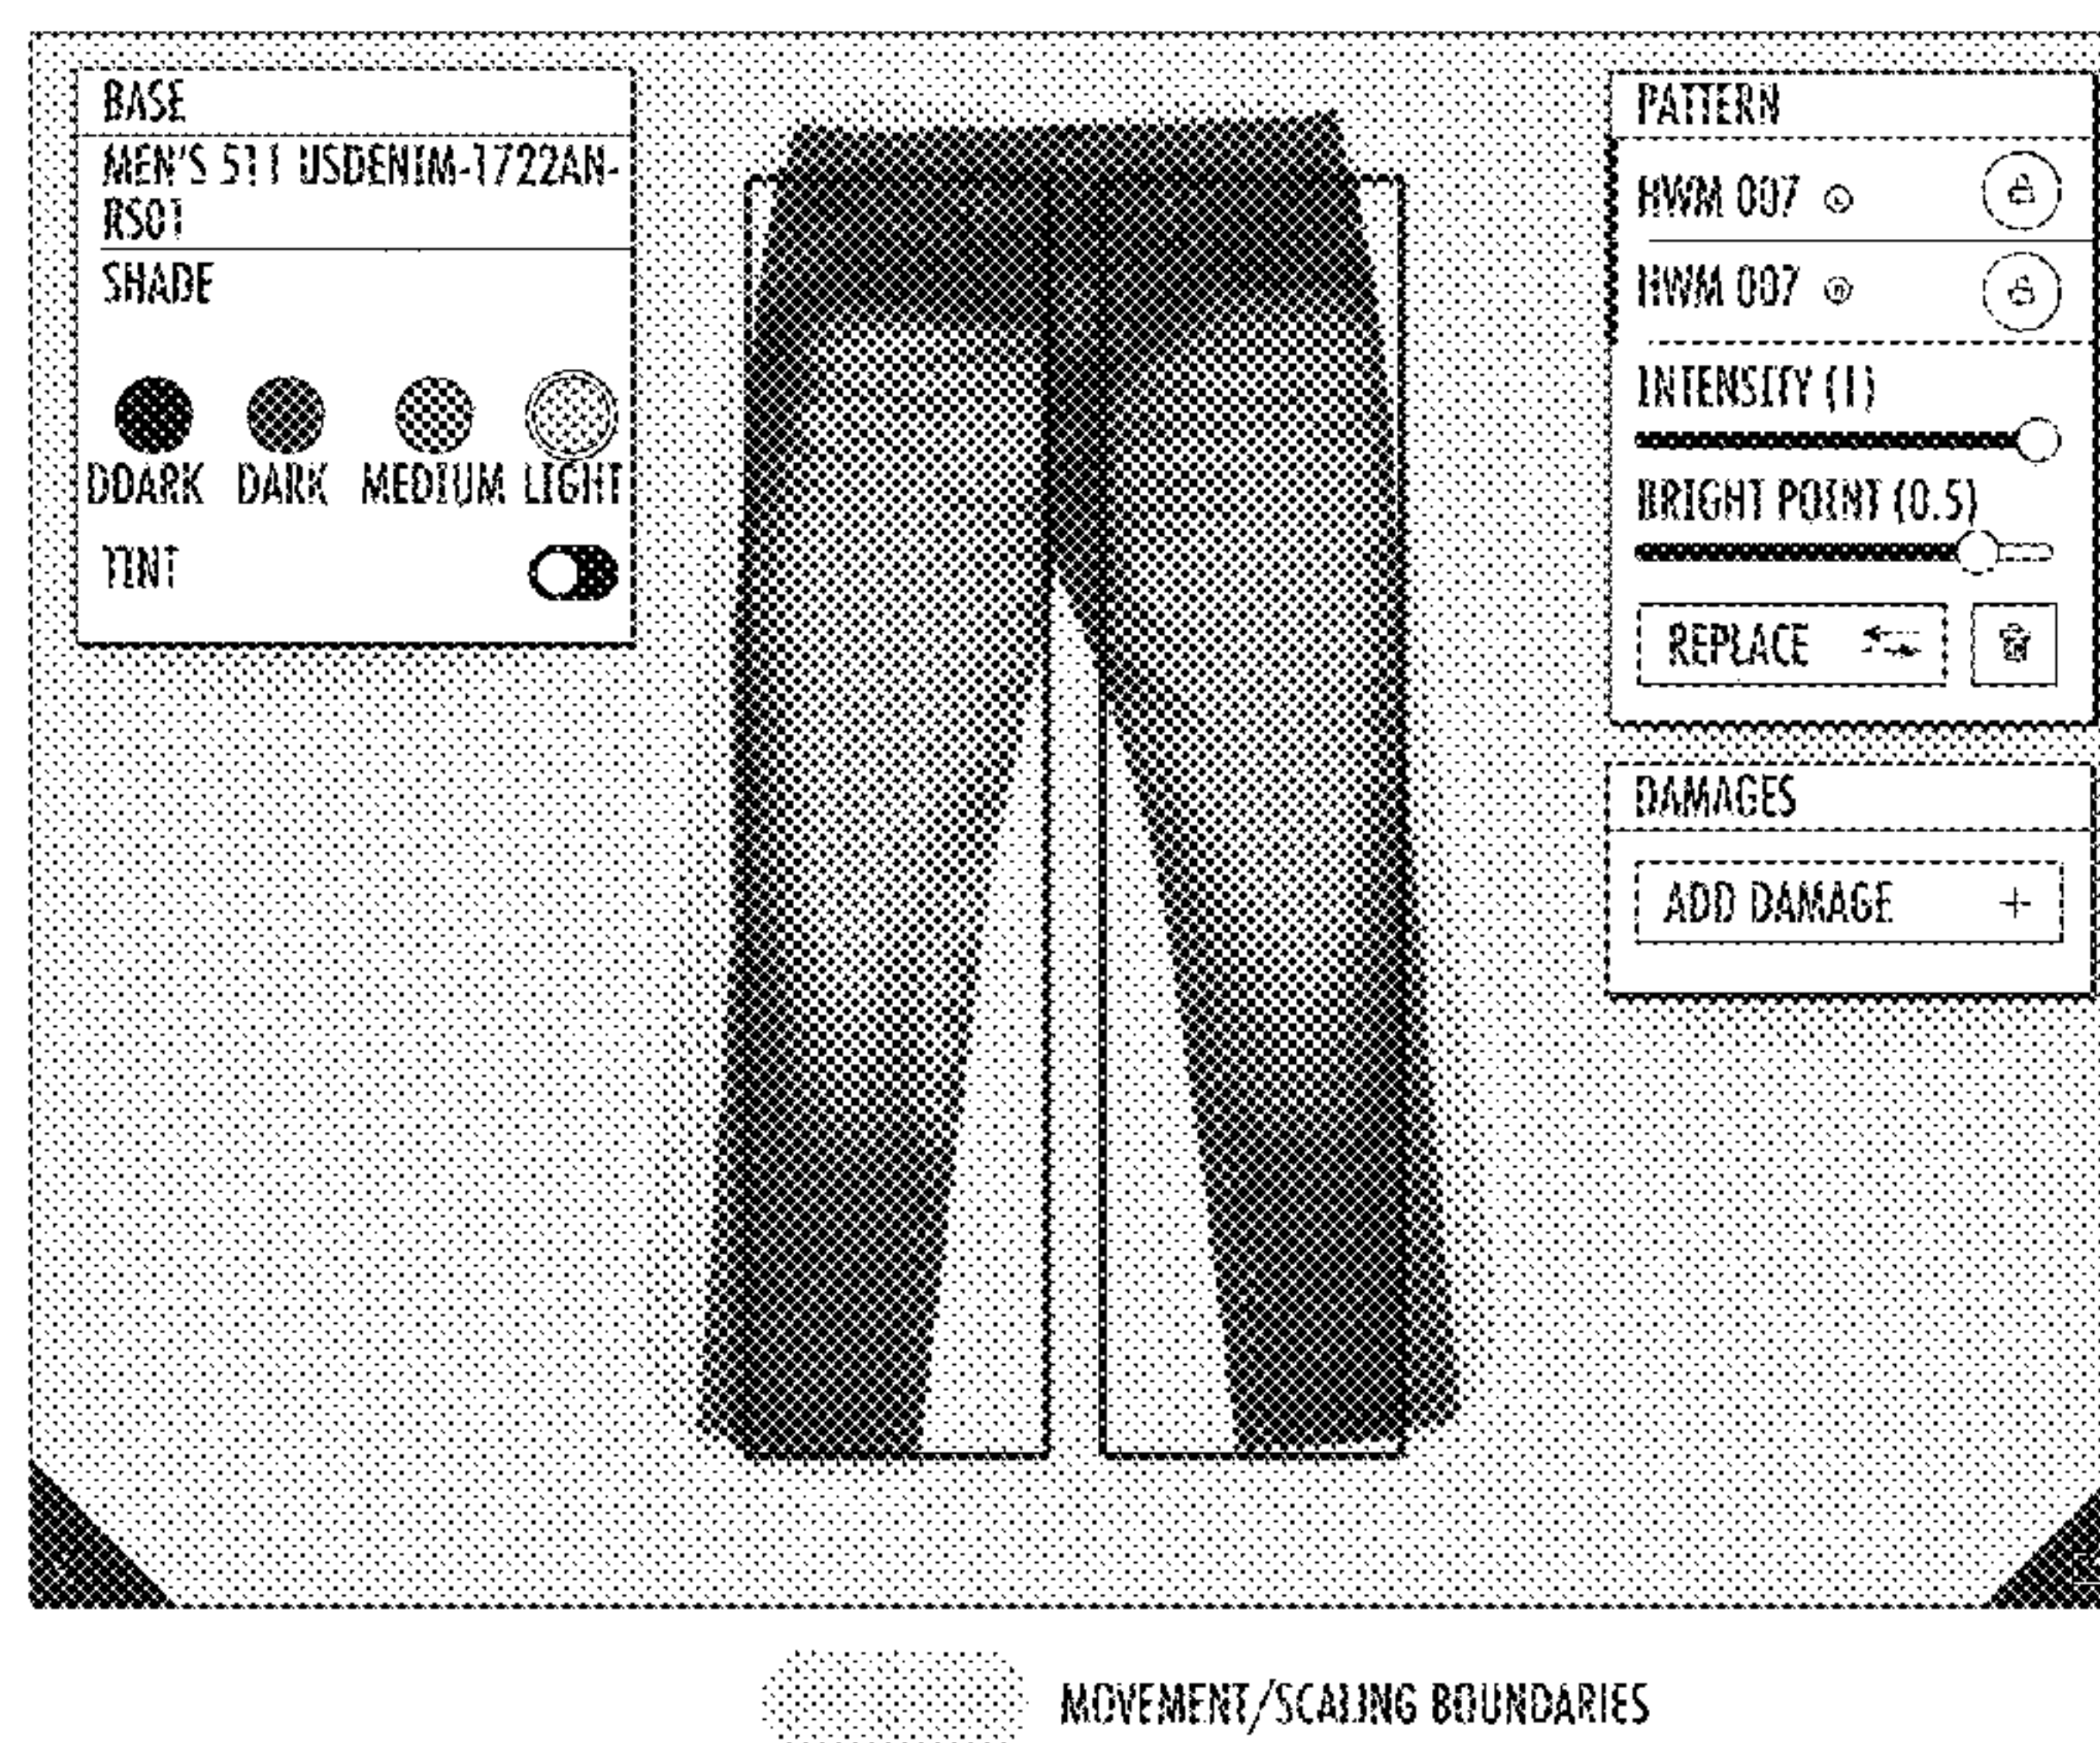 BASE
MEN'S 511 USDENIM-1722AN-
RS01
SHADE
DDARK DARK MEDIUM LIGHT
TINT
PATTERN
HWM 007
HWM 007
INTENSITY (1)
BRIGHT POINT (0.5)
REPLACE
DAMAGES
ADD DAMAGE +
MOVEMENT/SCALING BOUNDARIES